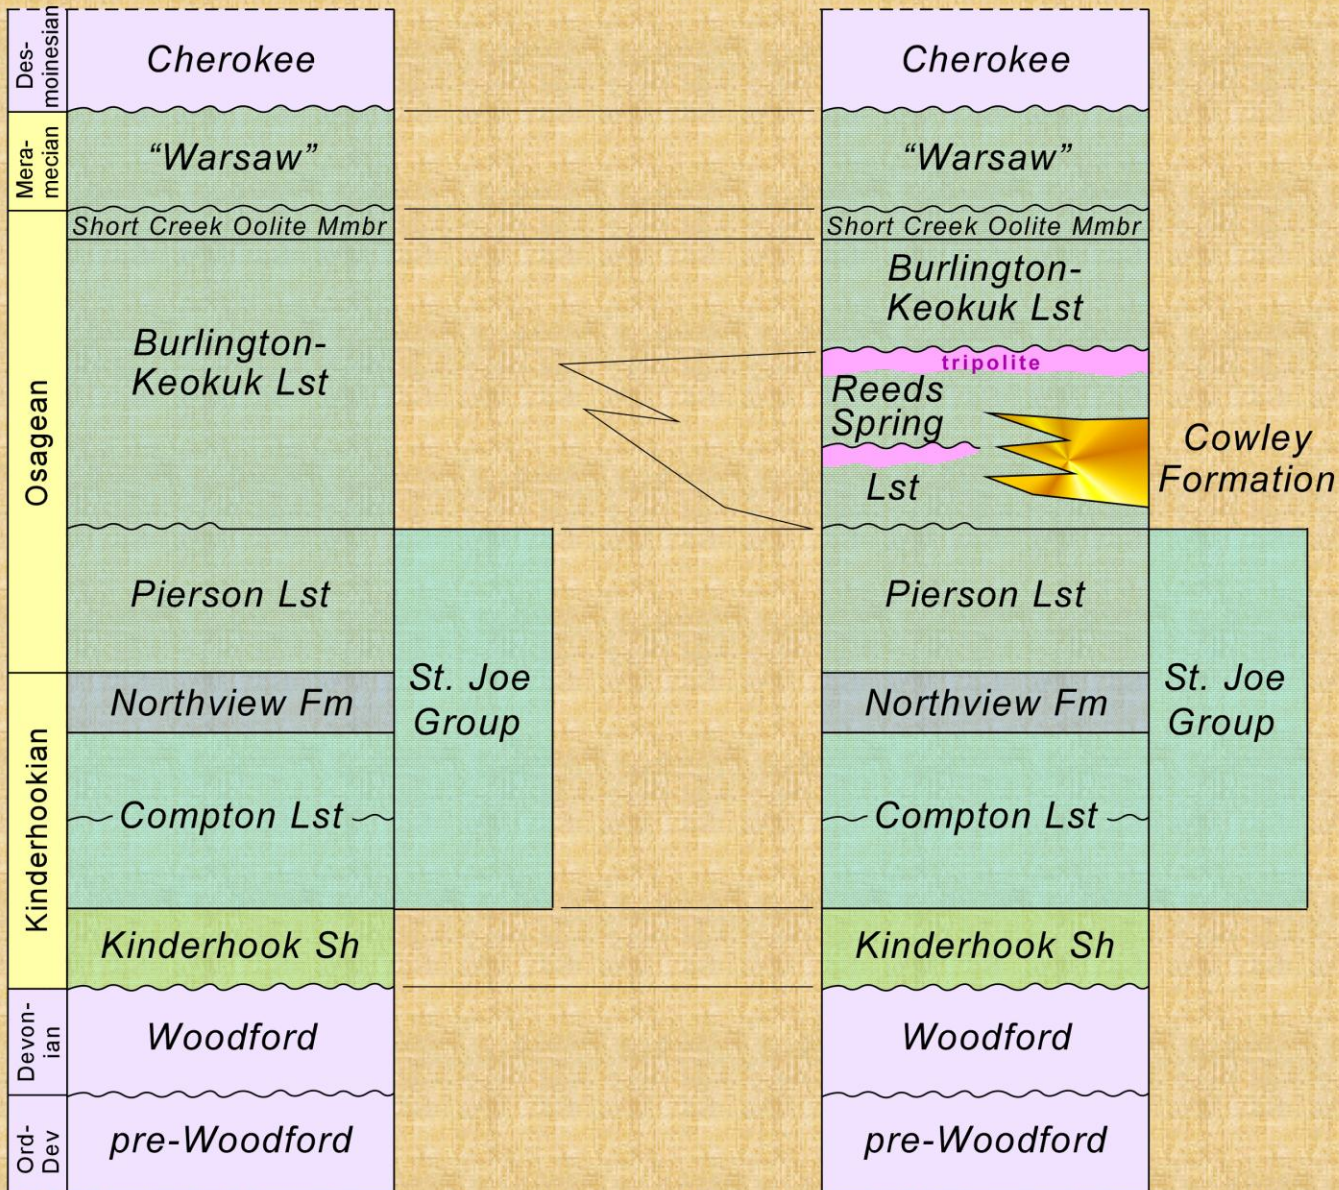 Des-
moinesian
Mera-
mecian
Osagean
Kinderhookian
Devon-
ian
Ord-
Dev
Cherokee
“Warsaw”
Short Creek Oolite Mmbr
Burlington-
Keokuk Lst
Pierson Lst
Northview Fm
Compton Lst
Kinderhook Sh
Woodford
pre-Woodford
St. Joe
Group
Cherokee
“Warsaw”
Short Creek Oolite Mmbr
Burlington-
Keokuk Lst
tripolite
Reeds
Spring
Lst
Pierson Lst
Northview Fm
Compton Lst
Kinderhook Sh
Woodford
pre-Woodford
Cowley
Formation
St. Joe
Group